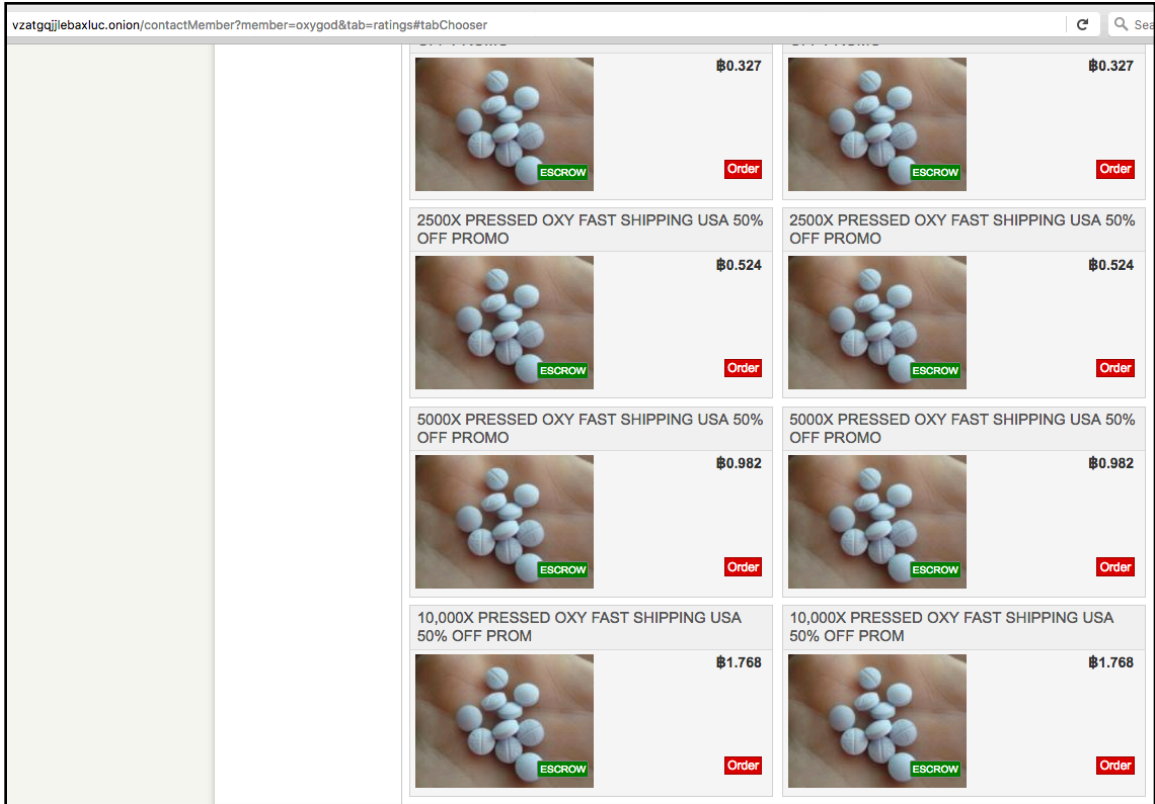 vzatgqjjlebaxluc.onion/contactMember?member=oxygod&tab=ratings#tabChooser
Sea
฿0.327
ESCROW
Order
฿0.327
ESCROW
Order
2500X PRESSED OXY FAST SHIPPING USA 50%
OFF PROMO
฿0.524
ESCROW
Order
2500X PRESSED OXY FAST SHIPPING USA 50%
OFF PROMO
฿0.524
ESCROW
Order
5000X PRESSED OXY FAST SHIPPING USA 50%
OFF PROMO
฿0.982
ESCROW
Order
5000X PRESSED OXY FAST SHIPPING USA 50%
OFF PROMO
฿0.982
ESCROW
Order
10,000X PRESSED OXY FAST SHIPPING USA
50% OFF PROM
฿1.768
ESCROW
Order
10,000X PRESSED OXY FAST SHIPPING USA
50% OFF PROM
฿1.768
ESCROW
Order